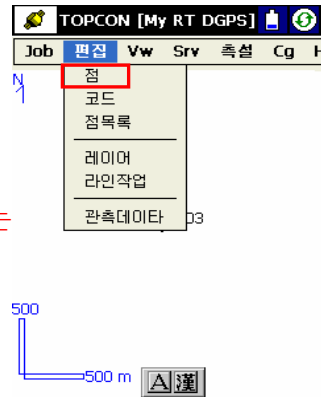 TOPCON [My RT DGPS]
Job 편집 Vw Srv 측설 Cg
N
점
코드
점목록
레이어
라인작업
관측데이타
03
500
500 m
A 漢